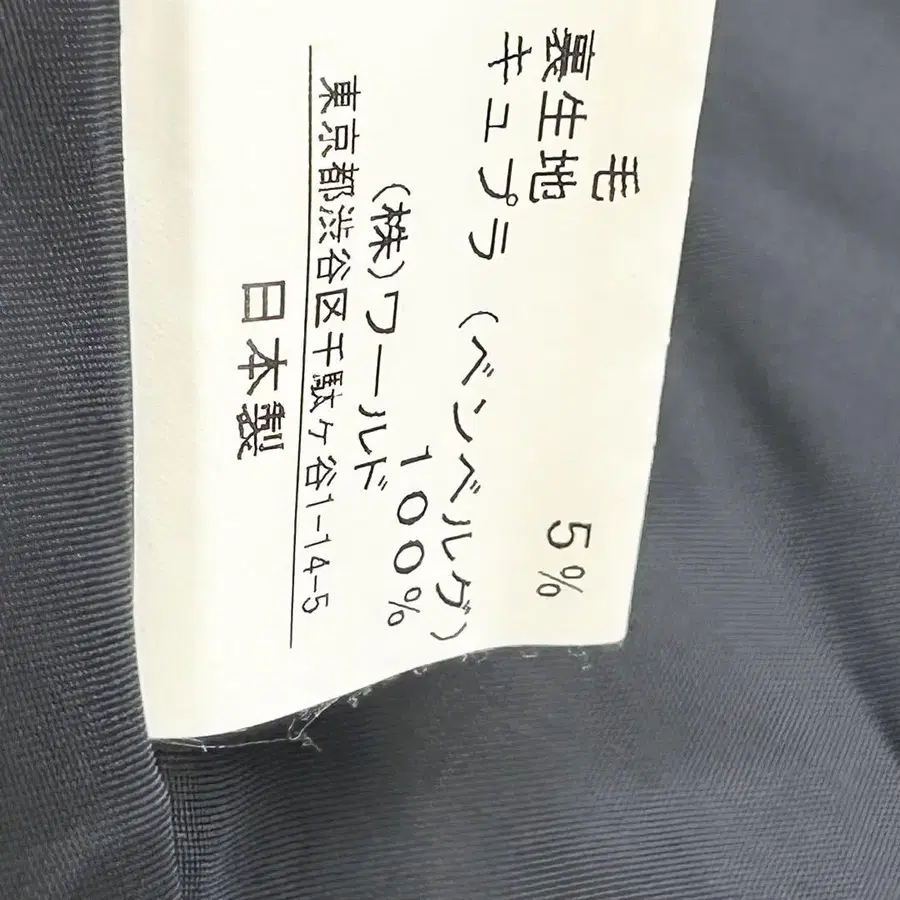 毛 5%
裏生地
キュプラ (ベンベルグ)
100%
(株)ワールド
東京都渋谷区千駄ケ谷1-14-5
日本製